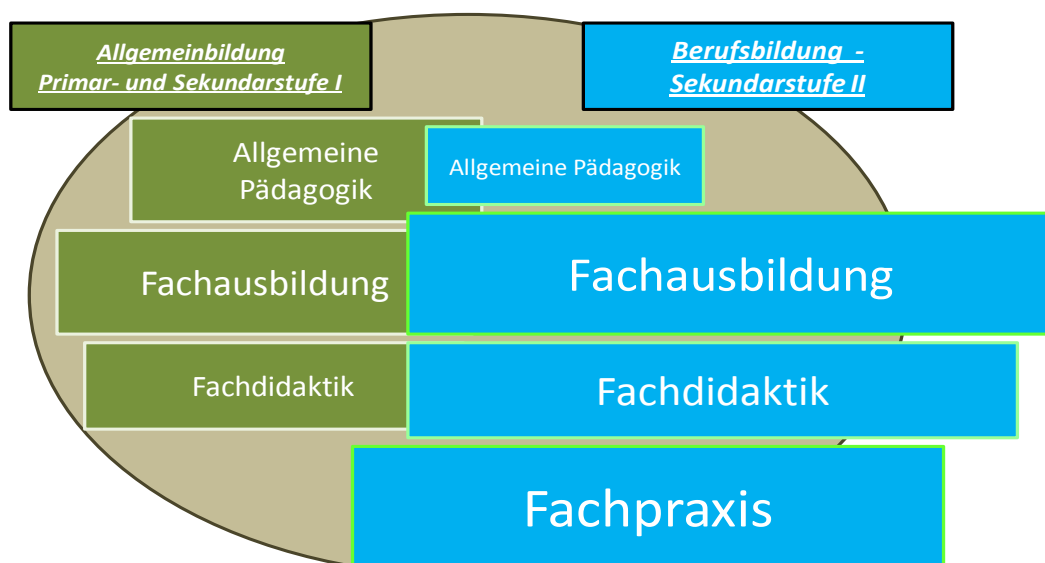 Allgemeinbildung
Primar- und Sekundarstufe I
Berufsbildung -
Sekundarstufe II
Allgemeine
Pädagogik
Allgemeine Pädagogik
Fachausbildung
Fachausbildung
Fachdidaktik
Fachdidaktik
Fachpraxis